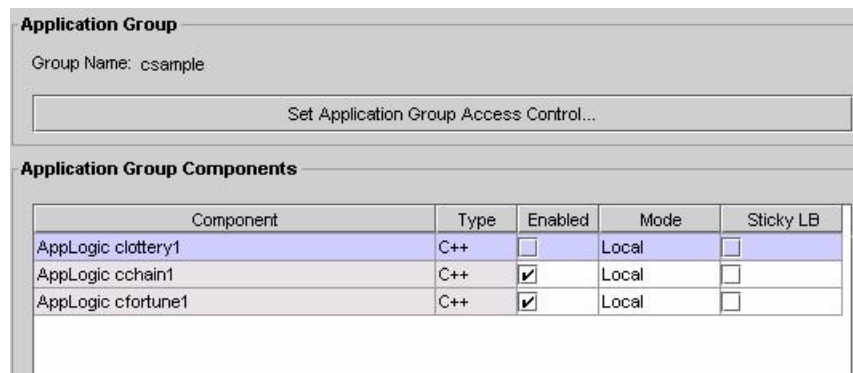 Application Group
Group Name: csample
Set Application Group Access Control...
Application Group Components
Component Type Enabled Mode Sticky LB
AppLogic clottery1 C++ Local
AppLogic cchain1 C++ Local
AppLogic cfortune1 C++ Local